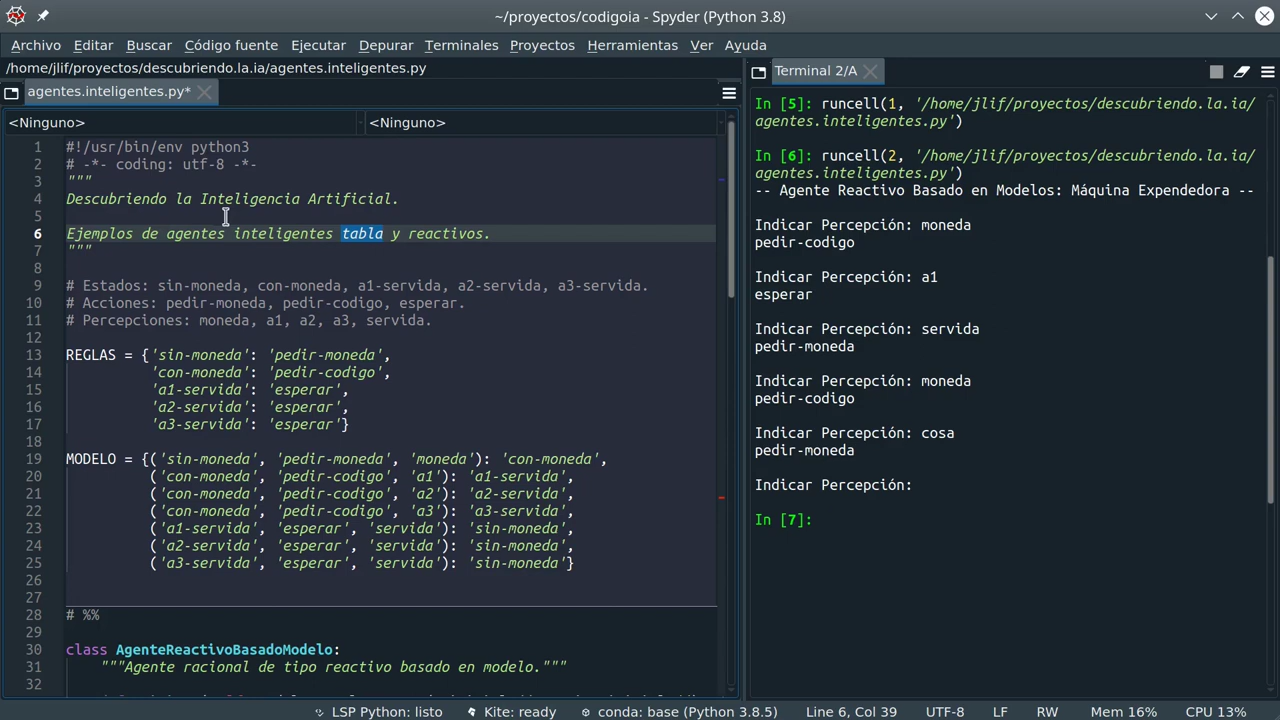 ~/proyectos/codigoia - Spyder (Python 3.8)
Archivo Editar Buscar Código fuente Ejecutar Depurar Terminales Proyectos Herramientas Ver Ayuda
/home/jlif/proyectos/descubriendo.la.ia/agentes.inteligentes.py
agentes.inteligentes.py*
<Ninguno> <Ninguno>
1 #!/usr/bin/env python3
2 # -*- coding: utf-8 -*-
3 """
4 Descubriendo la Inteligencia Artificial.
5
6 Ejemplos de agentes inteligentes tabla y reactivos.
7 """
8
9 # Estados: sin-moneda, con-moneda, a1-servida, a2-servida, a3-servida.
10 # Acciones: pedir-moneda, pedir-codigo, esperar.
11 # Percepciones: moneda, a1, a2, a3, servida.
12
13 REGLAS = {'sin-moneda': 'pedir-moneda',
14 'con-moneda': 'pedir-codigo',
15 'a1-servida': 'esperar',
16 'a2-servida': 'esperar',
17 'a3-servida': 'esperar'}
18
19 MODELO = {('sin-moneda', 'pedir-moneda', 'moneda'): 'con-moneda',
20 ('con-moneda', 'pedir-codigo', 'a1'): 'a1-servida',
21 ('con-moneda', 'pedir-codigo', 'a2'): 'a2-servida',
22 ('con-moneda', 'pedir-codigo', 'a3'): 'a3-servida',
23 ('a1-servida', 'esperar', 'servida'): 'sin-moneda',
24 ('a2-servida', 'esperar', 'servida'): 'sin-moneda',
25 ('a3-servida', 'esperar', 'servida'): 'sin-moneda'}
26
27
28 # %%
29
30 class AgenteReactivoBasadoModelo:
31 """Agente racional de tipo reactivo basado en modelo."""
32
Terminal 2/A
In [5]: runcell(1, '/home/jlif/proyectos/descubriendo.la.ia/
agentes.inteligentes.py')
In [6]: runcell(2, '/home/jlif/proyectos/descubriendo.la.ia/
agentes.inteligentes.py')
-- Agente Reactivo Basado en Modelos: Máquina Expendedora --
Indicar Percepción: moneda
pedir-codigo
Indicar Percepción: a1
esperar
Indicar Percepción: servida
pedir-moneda
Indicar Percepción: moneda
pedir-codigo
Indicar Percepción: cosa
pedir-moneda
Indicar Percepción:
In [7]:
LSP Python: listo Kite: ready conda: base (Python 3.8.5) Line 6, Col 39 UTF-8 LF RW Mem 16% CPU 13%